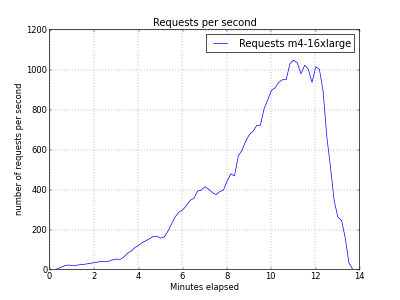 Requests per second
Requests m4-16xlarge
number of requests per second
1200
1000
800
600
400
200
0
0 2 4 6 8 10 12 14
Minutes elapsed